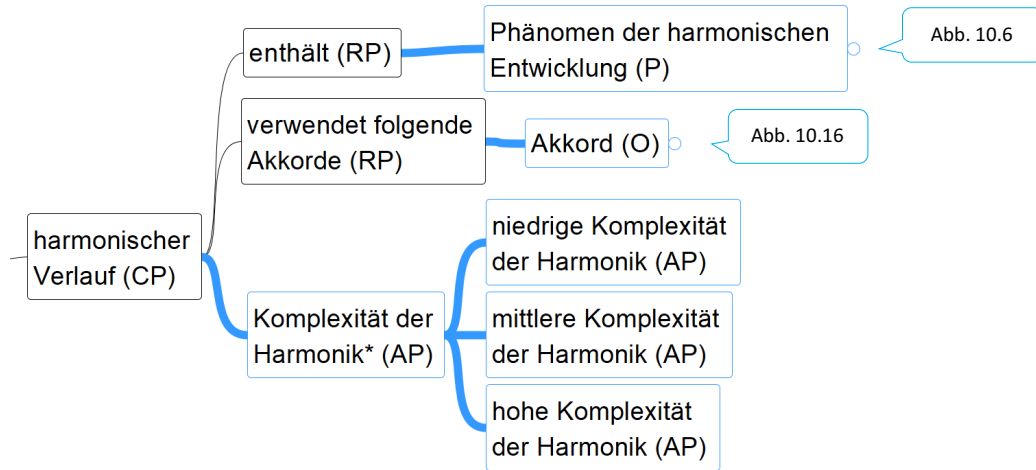 enthält (RP)
Phänomen der harmonischen
Entwicklung (P)
Abb. 10.6
verwendet folgende
Akkorde (RP)
Akkord (O)
Abb. 10.16
harmonischer
Verlauf (CP)
Komplexität der
Harmonik* (AP)
niedrige Komplexität
der Harmonik (AP)
mittlere Komplexität
der Harmonik (AP)
hohe Komplexität
der Harmonik (AP)